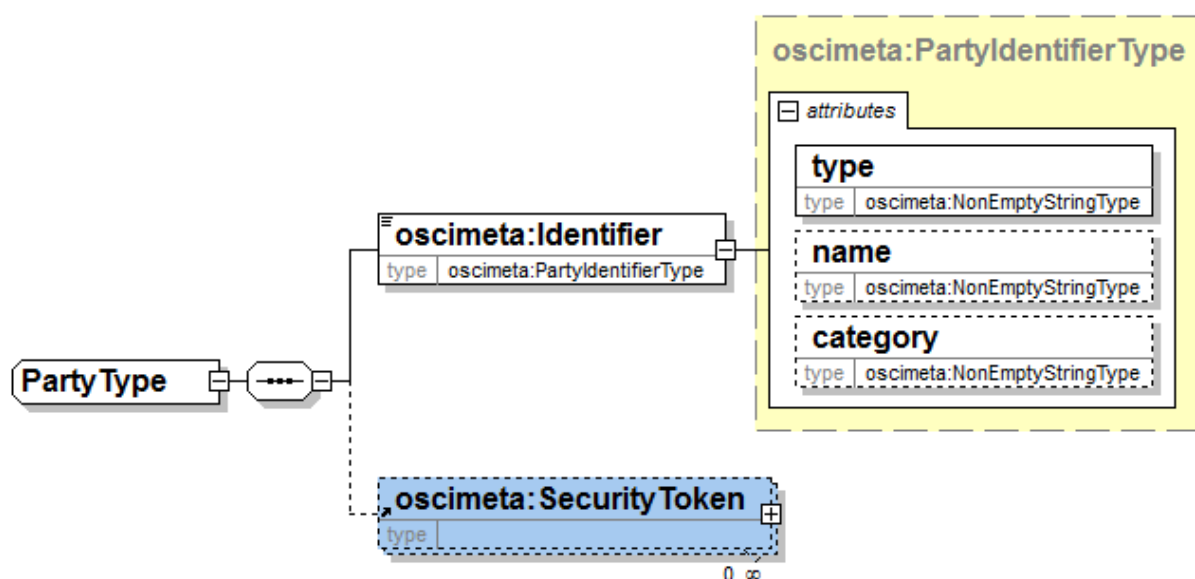 oscimeta:PartyIdentifierType
attributes
type
type oscimeta:NonEmptyStringType
name
type oscimeta:NonEmptyStringType
category
type oscimeta:NonEmptyStringType
oscimeta:Identifier
type oscimeta:PartyIdentifierType
PartyType
oscimeta:SecurityToken
type
0..∞